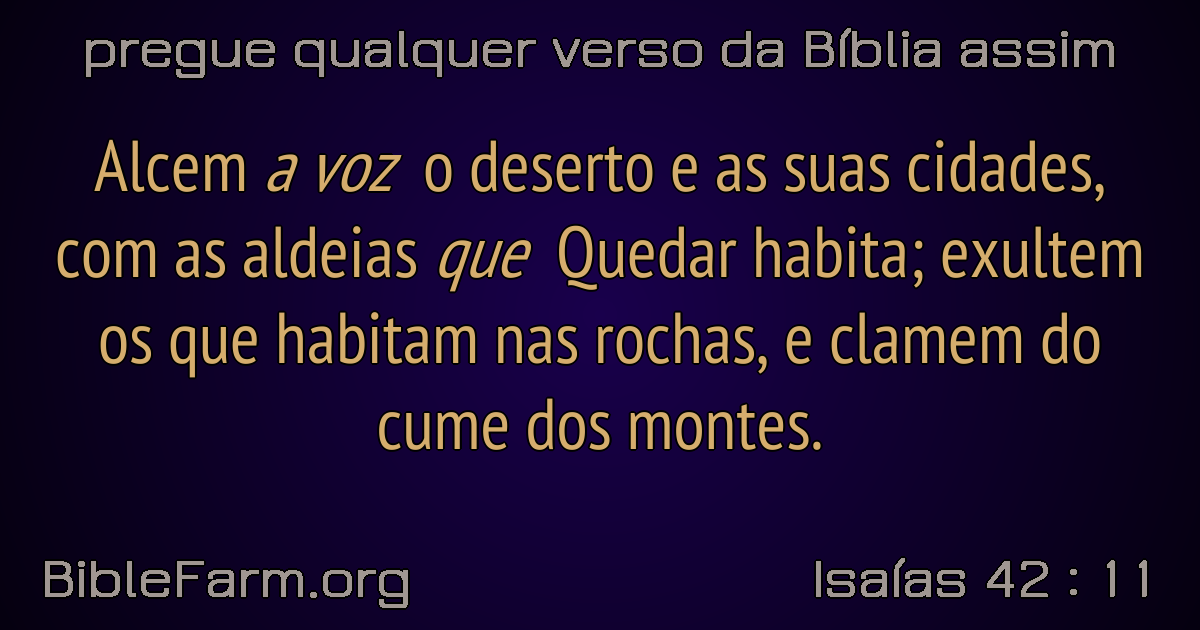 pregue qualquer verso da Bíblia assim
Alcem a voz o deserto e as suas cidades,
com as aldeias que Quedar habita; exultem
os que habitam nas rochas, e clamem do
cume dos montes.
BibleFarm.org
Isaías 42 : 11